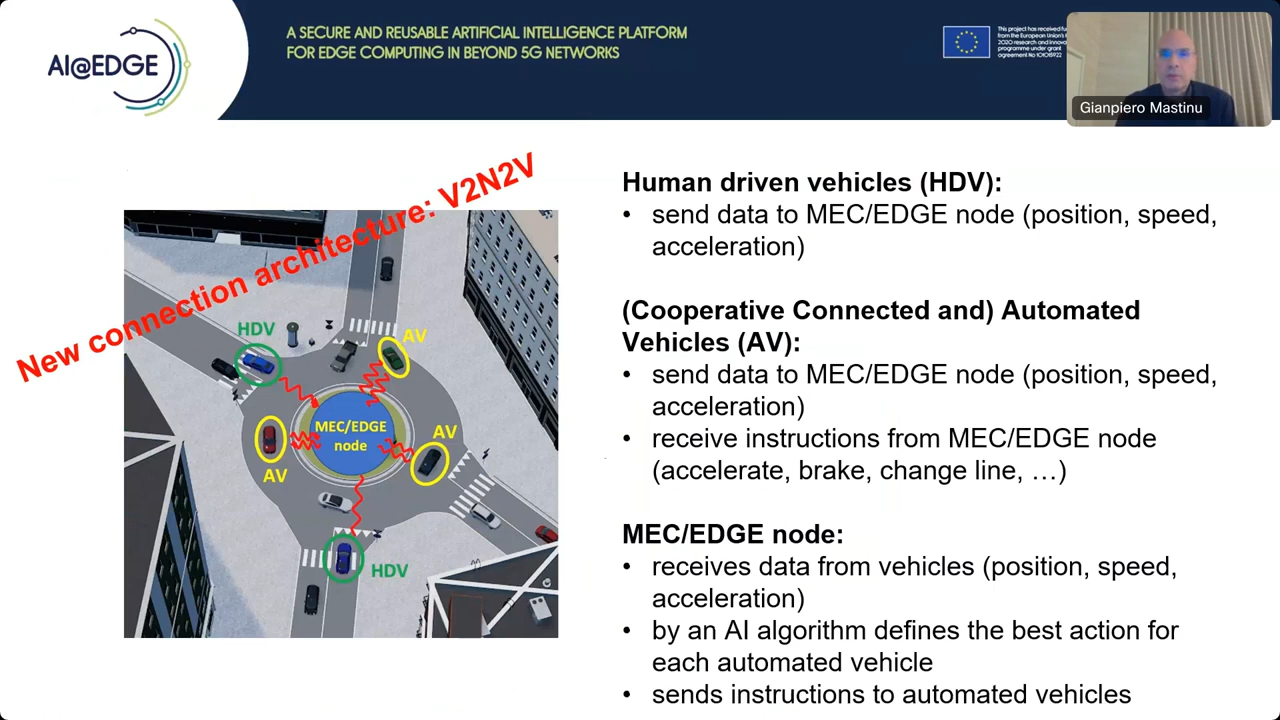 AI@EDGE
A SECURE AND REUSABLE ARTIFICIAL INTELLIGENCE PLATFORM
FOR EDGE COMPUTING IN BEYOND 5G NETWORKS
This project has received
from the European Union's
2020 research and
programme under grant
agreement No 101015922
Gianpiero Mastinu
New connection architecture: V2N2V
HDV
AV
MEC/EDGE
node
AV
AV
HDV
Human driven vehicles (HDV):
• send data to MEC/EDGE node (position, speed,
acceleration)
(Cooperative Connected and) Automated
Vehicles (AV):
• send data to MEC/EDGE node (position, speed,
acceleration)
• receive instructions from MEC/EDGE node
(accelerate, brake, change line, …)
MEC/EDGE node:
• receives data from vehicles (position, speed,
acceleration)
• by an AI algorithm defines the best action for
each automated vehicle
• sends instructions to automated vehicles